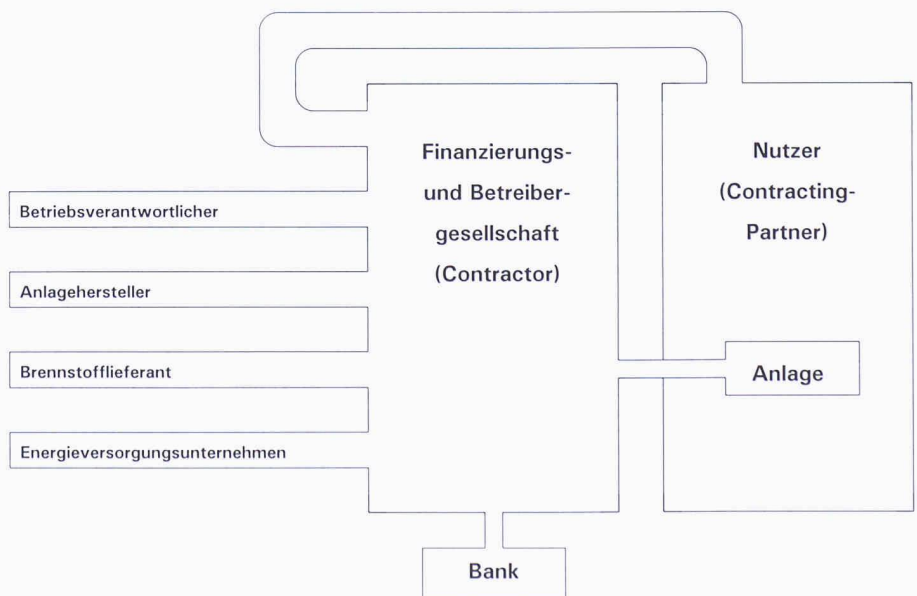 Finanzierungs-
und Betreiber-
gesellschaft
(Contractor)
Nutzer
(Contracting-
Partner)
Betriebsverantwortlicher
Anlagehersteller
Brennstofflieferant
Energieversorgungsunternehmen
Anlage
Bank